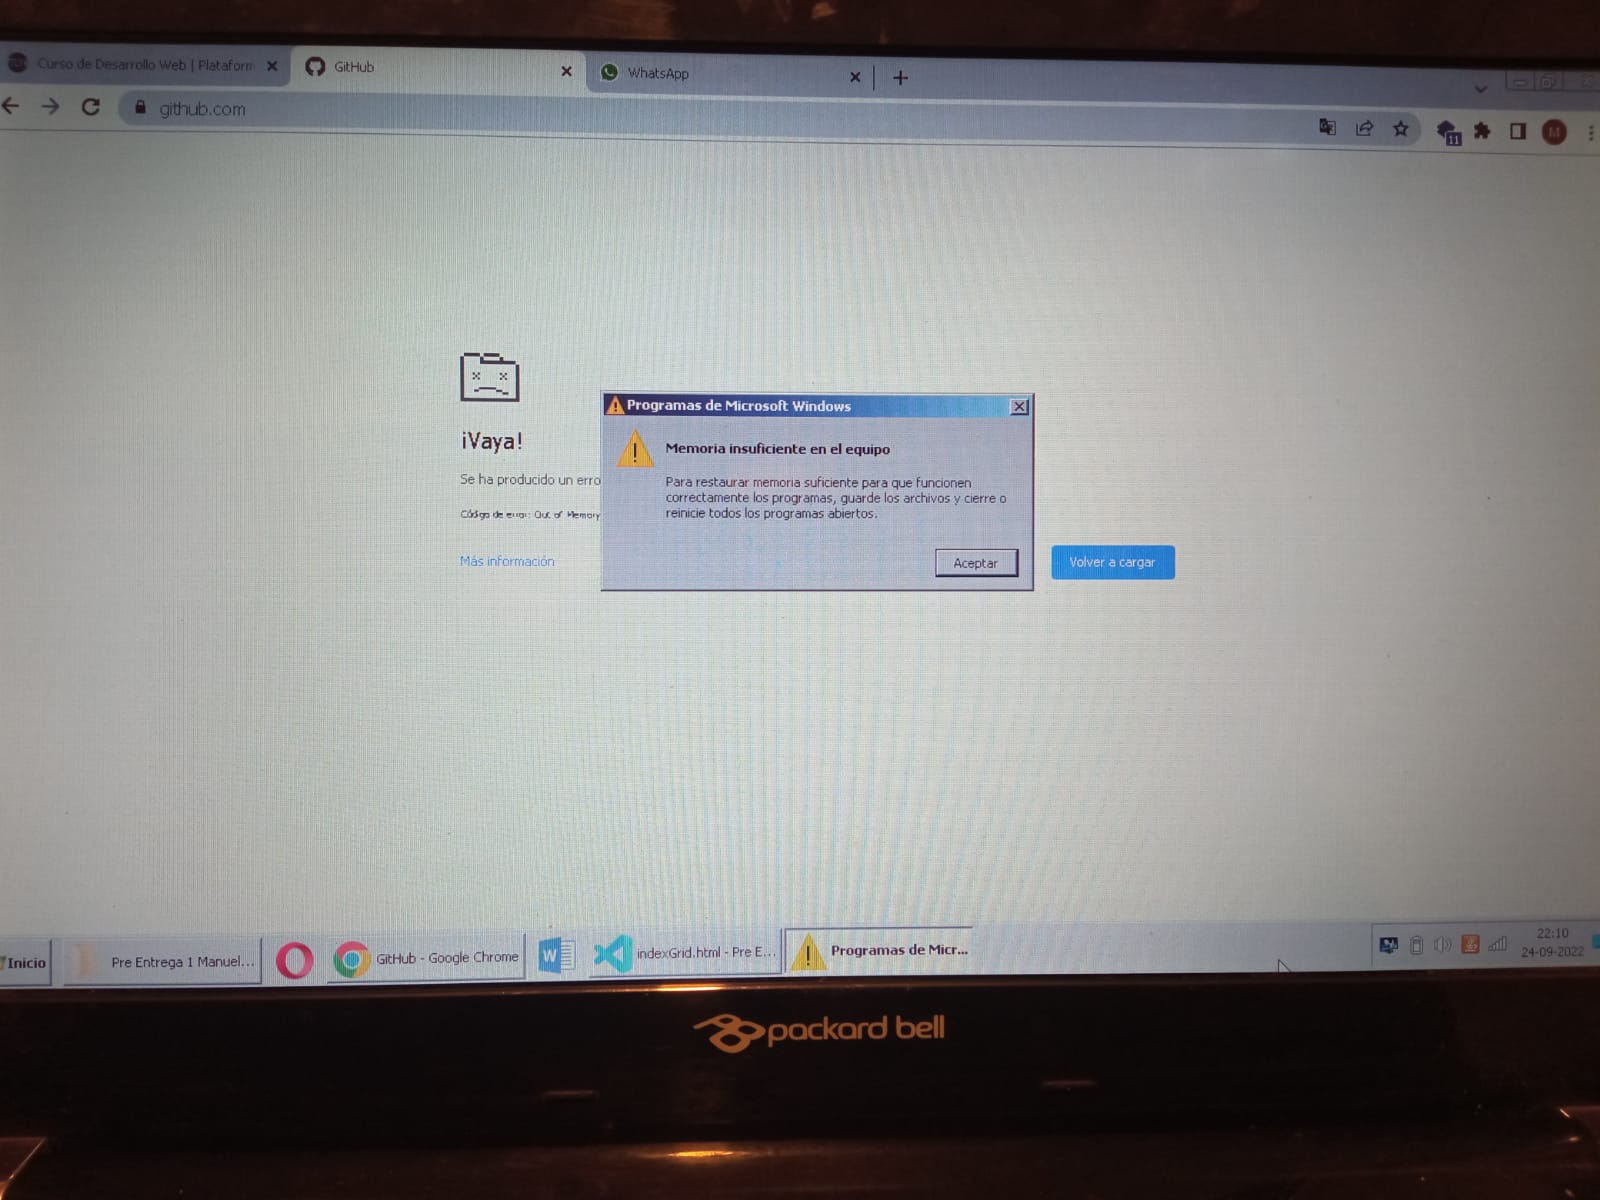 Curso de Desarrollo Web | Plataform
GitHub
WhatsApp
github.com
11
M
¡Vaya!
Se ha producido un erro
Código de error: Out of Memory
Más información
Programas de Microsoft Windows
Memoria insuficiente en el equipo
Para restaurar memoria suficiente para que funcionen
correctamente los programas, guarde los archivos y cierre o
reinicie todos los programas abiertos.
Aceptar
Volver a cargar
Inicio
Pre Entrega 1 Manuel...
GitHub - Google Chrome
W
indexGrid.html - Pre E...
Programas de Micr...
22:10
24-09-2022
packard bell